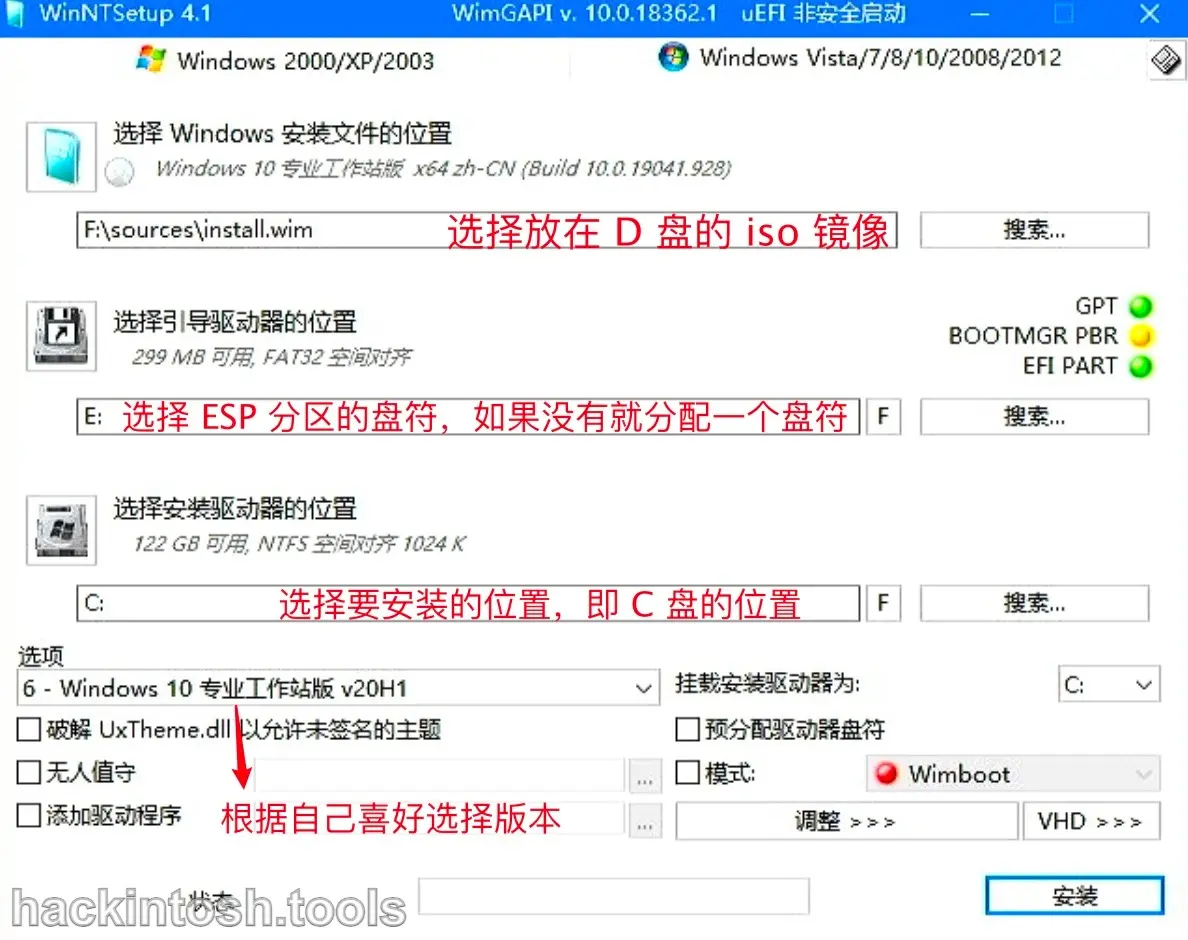 WinNTSetup 4.1 WimGAPI v. 10.0.18362.1 uEFI 非安全启动
Windows 2000/XP/2003 Windows Vista/7/8/10/2008/2012
选择 Windows 安装文件的位置
Windows 10 专业工作站版 x64 zh-CN (Build 10.0.19041.928)
F:\sources\install.wim 选择放在 D 盘的 iso 镜像 搜索...
GPT
选择引导驱动器的位置
BOOTMGR PBR
299 MB 可用, FAT32 空间对齐
EFI PART
E: 选择 ESP 分区的盘符，如果没有就分配一个盘符 F 搜索...
选择安装驱动器的位置
122 GB 可用, NTFS 空间对齐 1024 K
C: 选择要安装的位置，即 C 盘的位置 F 搜索...
选项
6 - Windows 10 专业工作站版 v20H1 挂载安装驱动器为: C:
破解 UxTheme.dll 以允许未签名的主题 预分配驱动器盘符
无人值守 ... 模式: Wimboot
添加驱动程序 根据自己喜好选择版本 ... 调整 >>> VHD >>>
状态 安装
hackintosh.tools